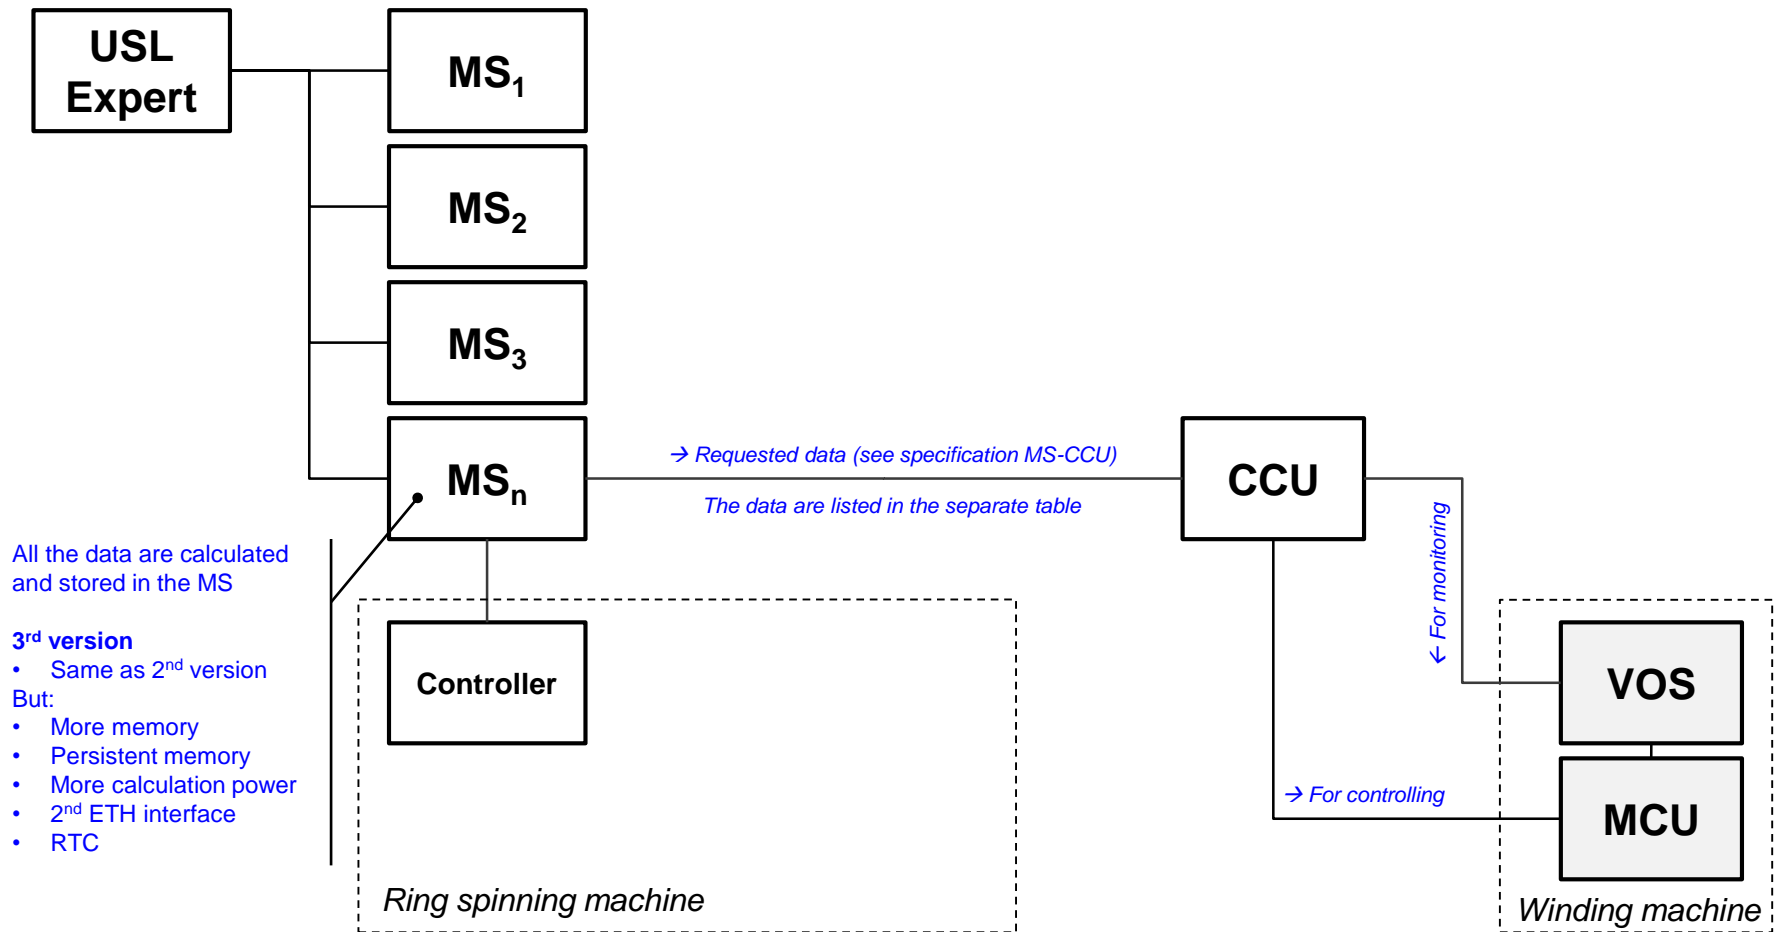 USL
Expert
MS₁
MS₂
MS₃
MSₙ
→ Requested data (see specification MS-CCU)
The data are listed in the separate table
CCU
← For monitoring
All the data are calculated
and stored in the MS
3ʳᵈ version
• Same as 2ⁿᵈ version
But:
• More memory
• Persistent memory
• More calculation power
• 2ⁿᵈ ETH interface
• RTC
Controller
Ring spinning machine
VOS
→ For controlling
MCU
Winding machine